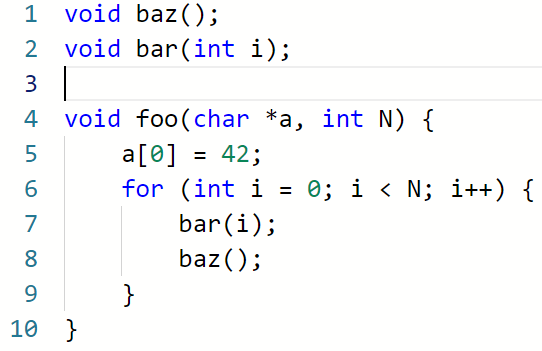 1 void baz();
2 void bar(int i);
3
4 void foo(char *a, int N) {
5     a[0] = 42;
6     for (int i = 0; i < N; i++) {
7         bar(i);
8         baz();
9     }
10 }